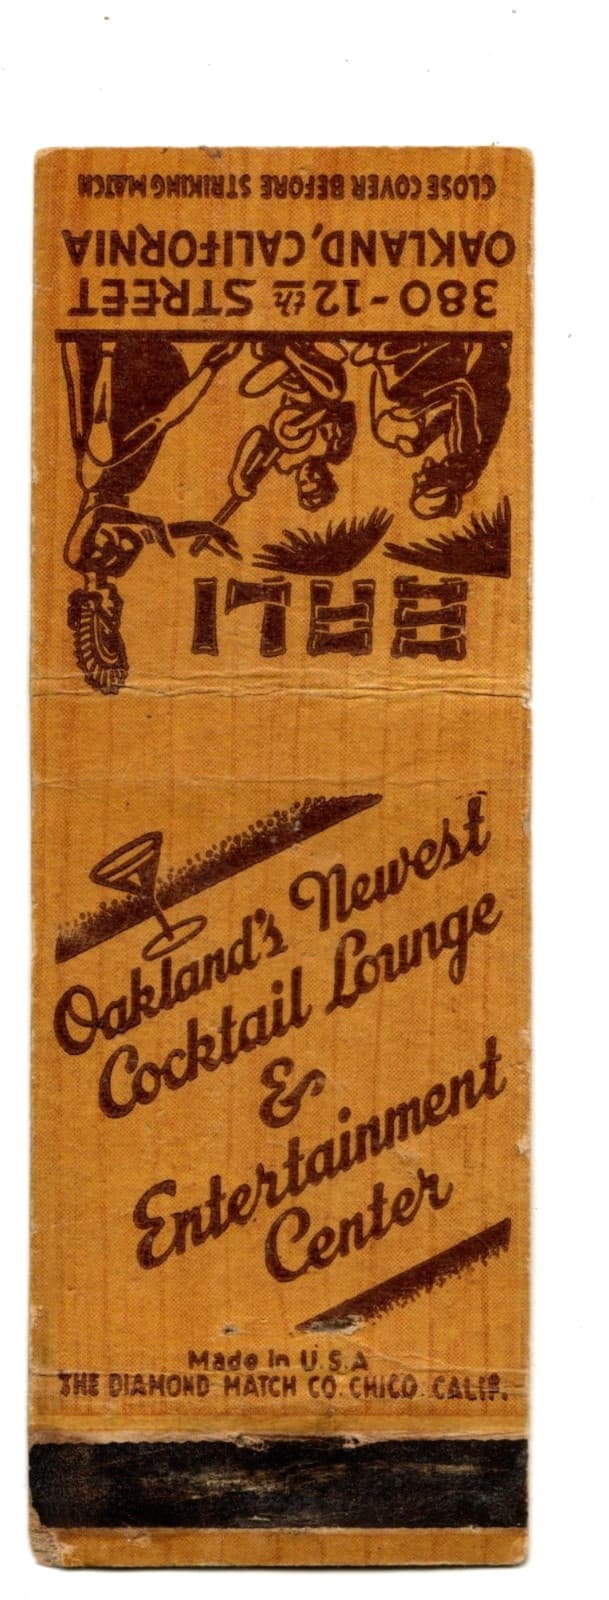 BALI
380-12th STREET
OAKLAND, CALIFORNIA
CLOSE COVER BEFORE STRIKING MATCH
Oakland's Newest
Cocktail Lounge
&
Entertainment
Center
Made in U.S.A
THE DIAMOND MATCH CO. CHICO. CALIF.